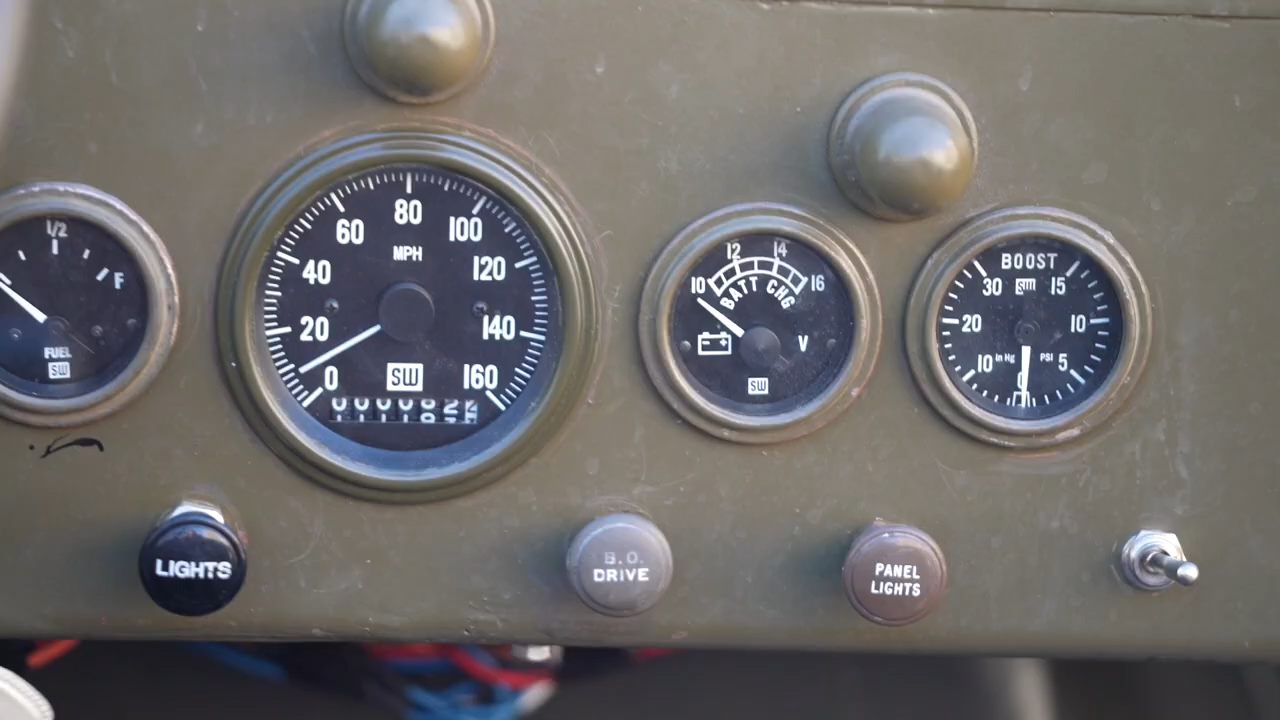 1/2
F
FUEL
SW
80
60
100
MPH
40
120
20
140
0
160
SW
12
14
10
16
BATT CHG
V
SW
BOOST
30
SW
15
20
10
10
In Hg
PSI
5
0
LIGHTS
B.O.
DRIVE
PANEL
LIGHTS